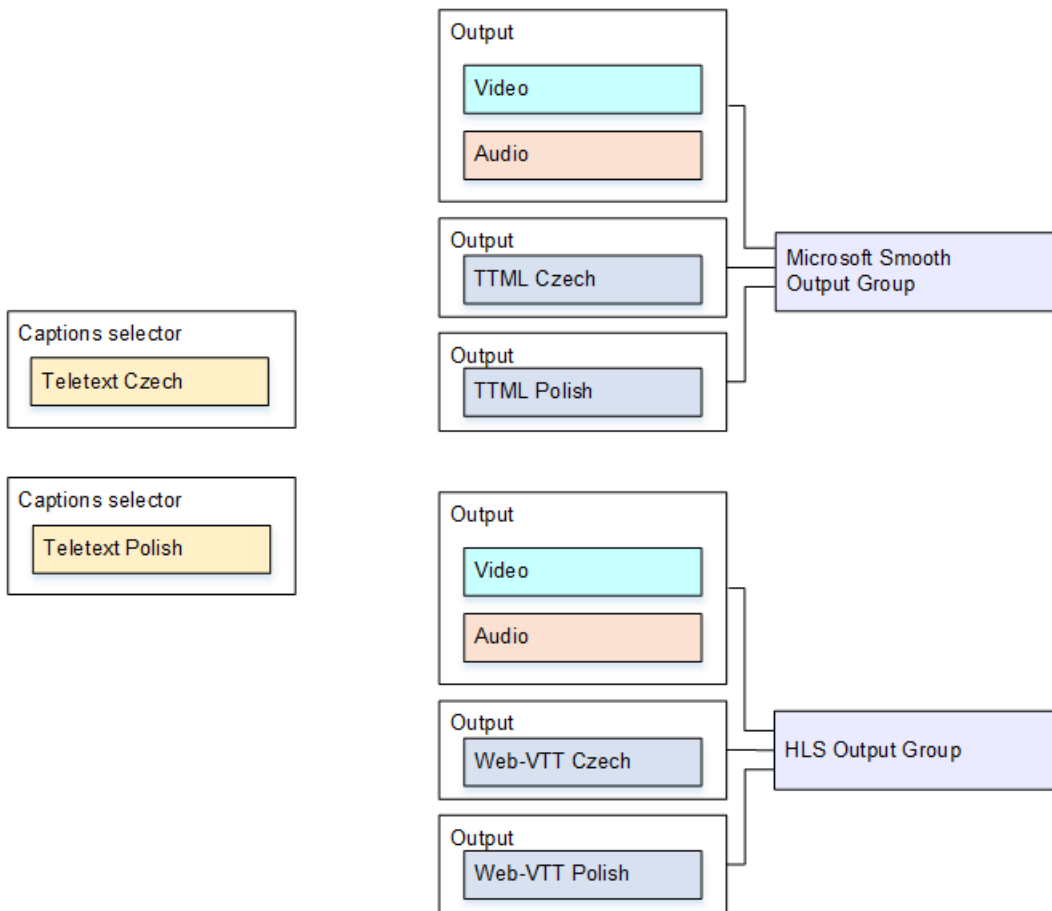 Captions selector
Teletext Czech
Captions selector
Teletext Polish
Output
Video
Audio
Output
TTML Czech
Output
TTML Polish
Microsoft Smooth
Output Group
Output
Video
Audio
Output
Web-VTT Czech
Output
Web-VTT Polish
HLS Output Group